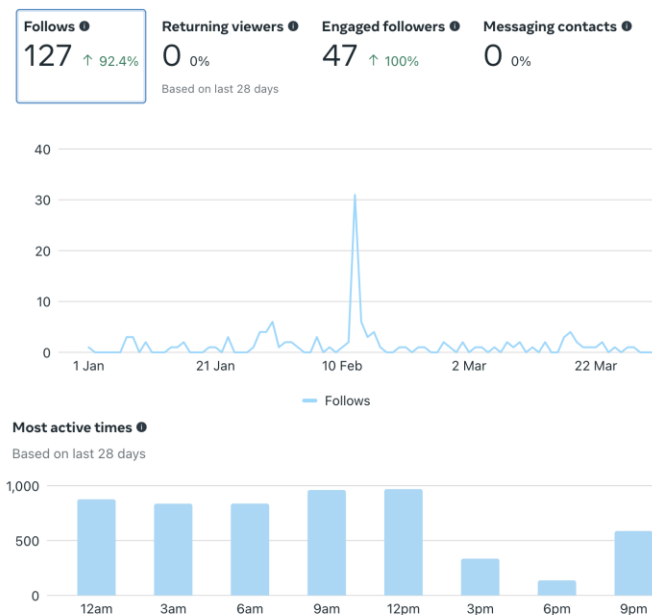 Follows
127 ↑ 92.4%
Returning viewers
0 0%
Based on last 28 days
Engaged followers
47 ↑ 100%
Messaging contacts
0 0%
40
30
20
10
0
1 Jan 21 Jan 10 Feb 2 Mar 22 Mar
Follows
Most active times
Based on last 28 days
1,000
500
0
12am 3am 6am 9am 12pm 3pm 6pm 9pm